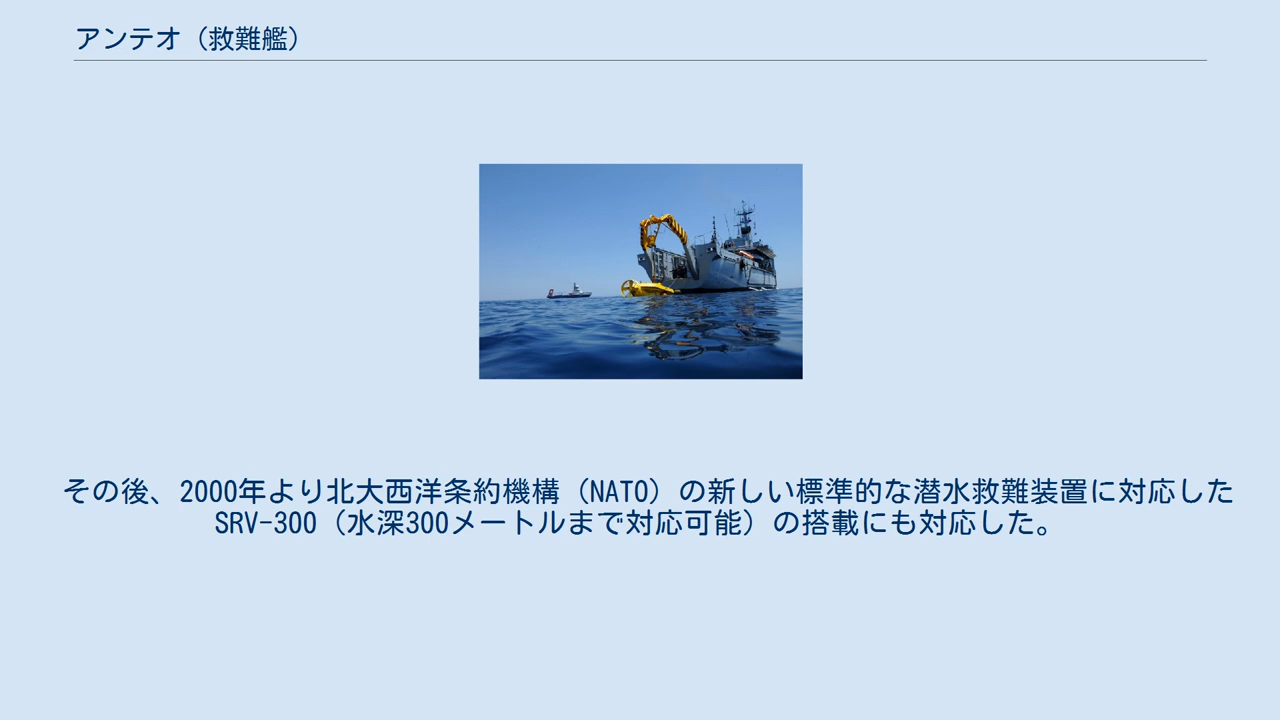 アンテオ（救難艦）
その後、2000年より北大西洋条約機構（NATO）の新しい標準的な潜水救難装置に対応した
SRV-300（水深300メートルまで対応可能）の搭載にも対応した。